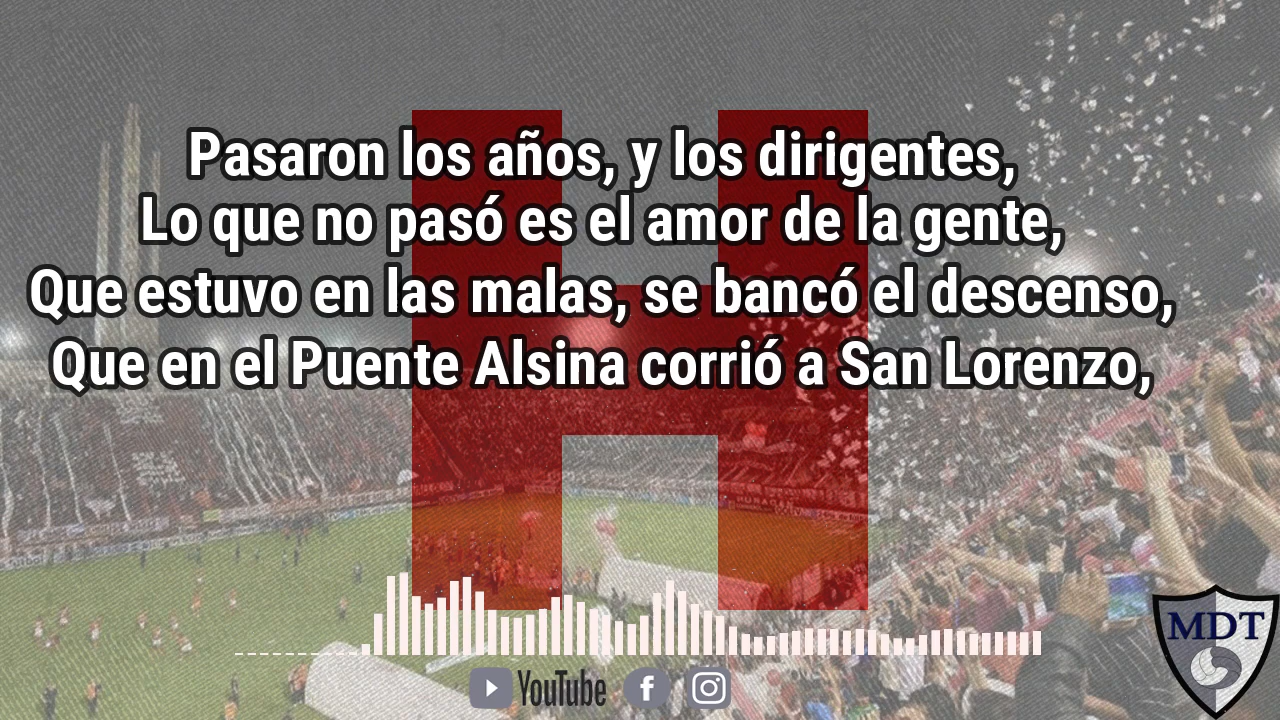 Pasaron los años, y los dirigentes,
Lo que no pasó es el amor de la gente,
Que estuvo en las malas, se bancó el descenso,
Que en el Puente Alsina corrió a San Lorenzo,
YouTube
MDT